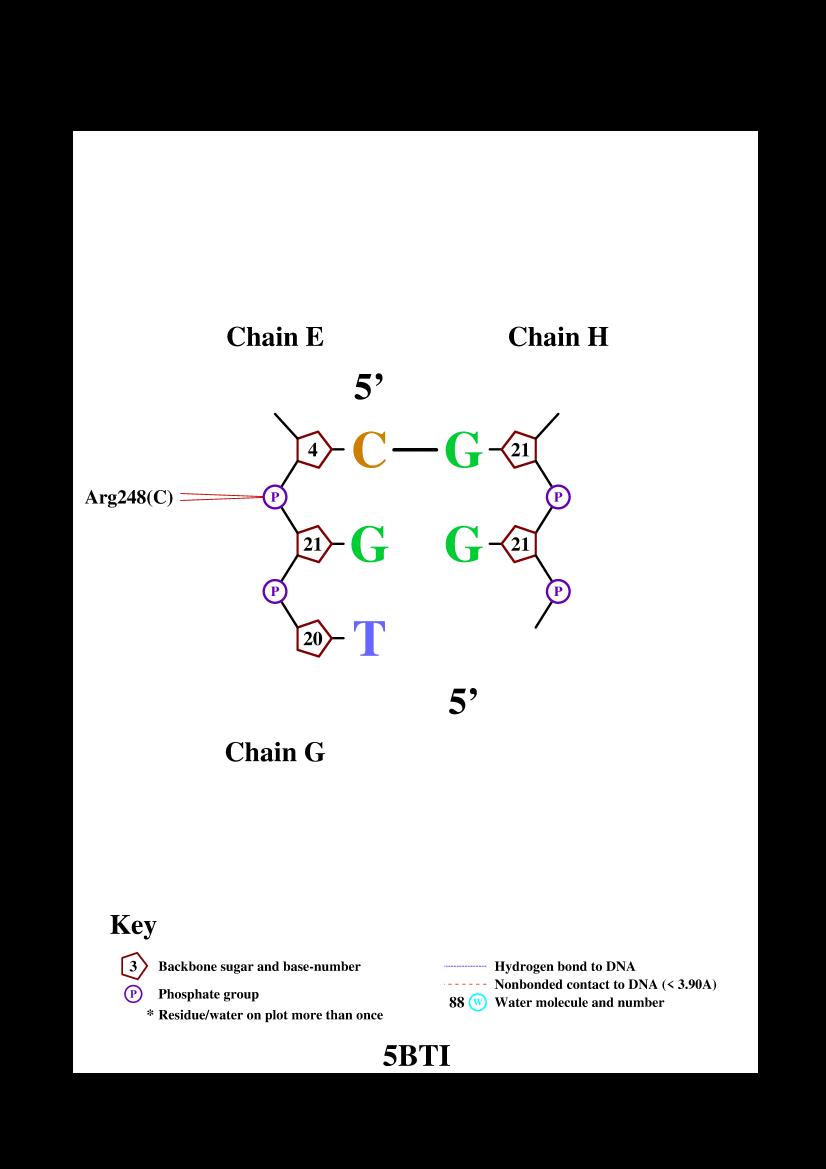 Chain E Chain H
5’
4 C G 21
Arg248(C) P P
21 G G 21
P P
20 T
5’
Chain G
Key
3 Backbone sugar and base-number
P Phosphate group
* Residue/water on plot more than once
Hydrogen bond to DNA
Nonbonded contact to DNA (< 3.90A)
88 W Water molecule and number
5BTI